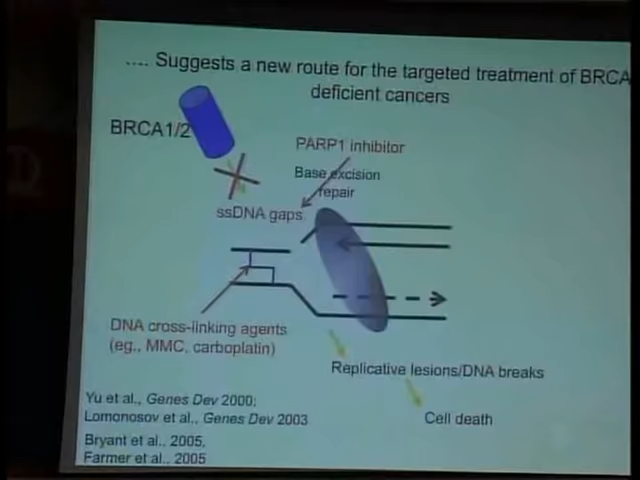 .... Suggests a new route for the targeted treatment of BRCA
deficient cancers
BRCA1/2
PARP1 inhibitor
Base excision
repair
ssDNA gaps
DNA cross-linking agents
(eg., MMC, carboplatin)
Replicative lesions/DNA breaks
Cell death
Yu et al., Genes Dev 2000;
Lomonosov et al., Genes Dev 2003
Bryant et al., 2005,
Farmer et al., 2005